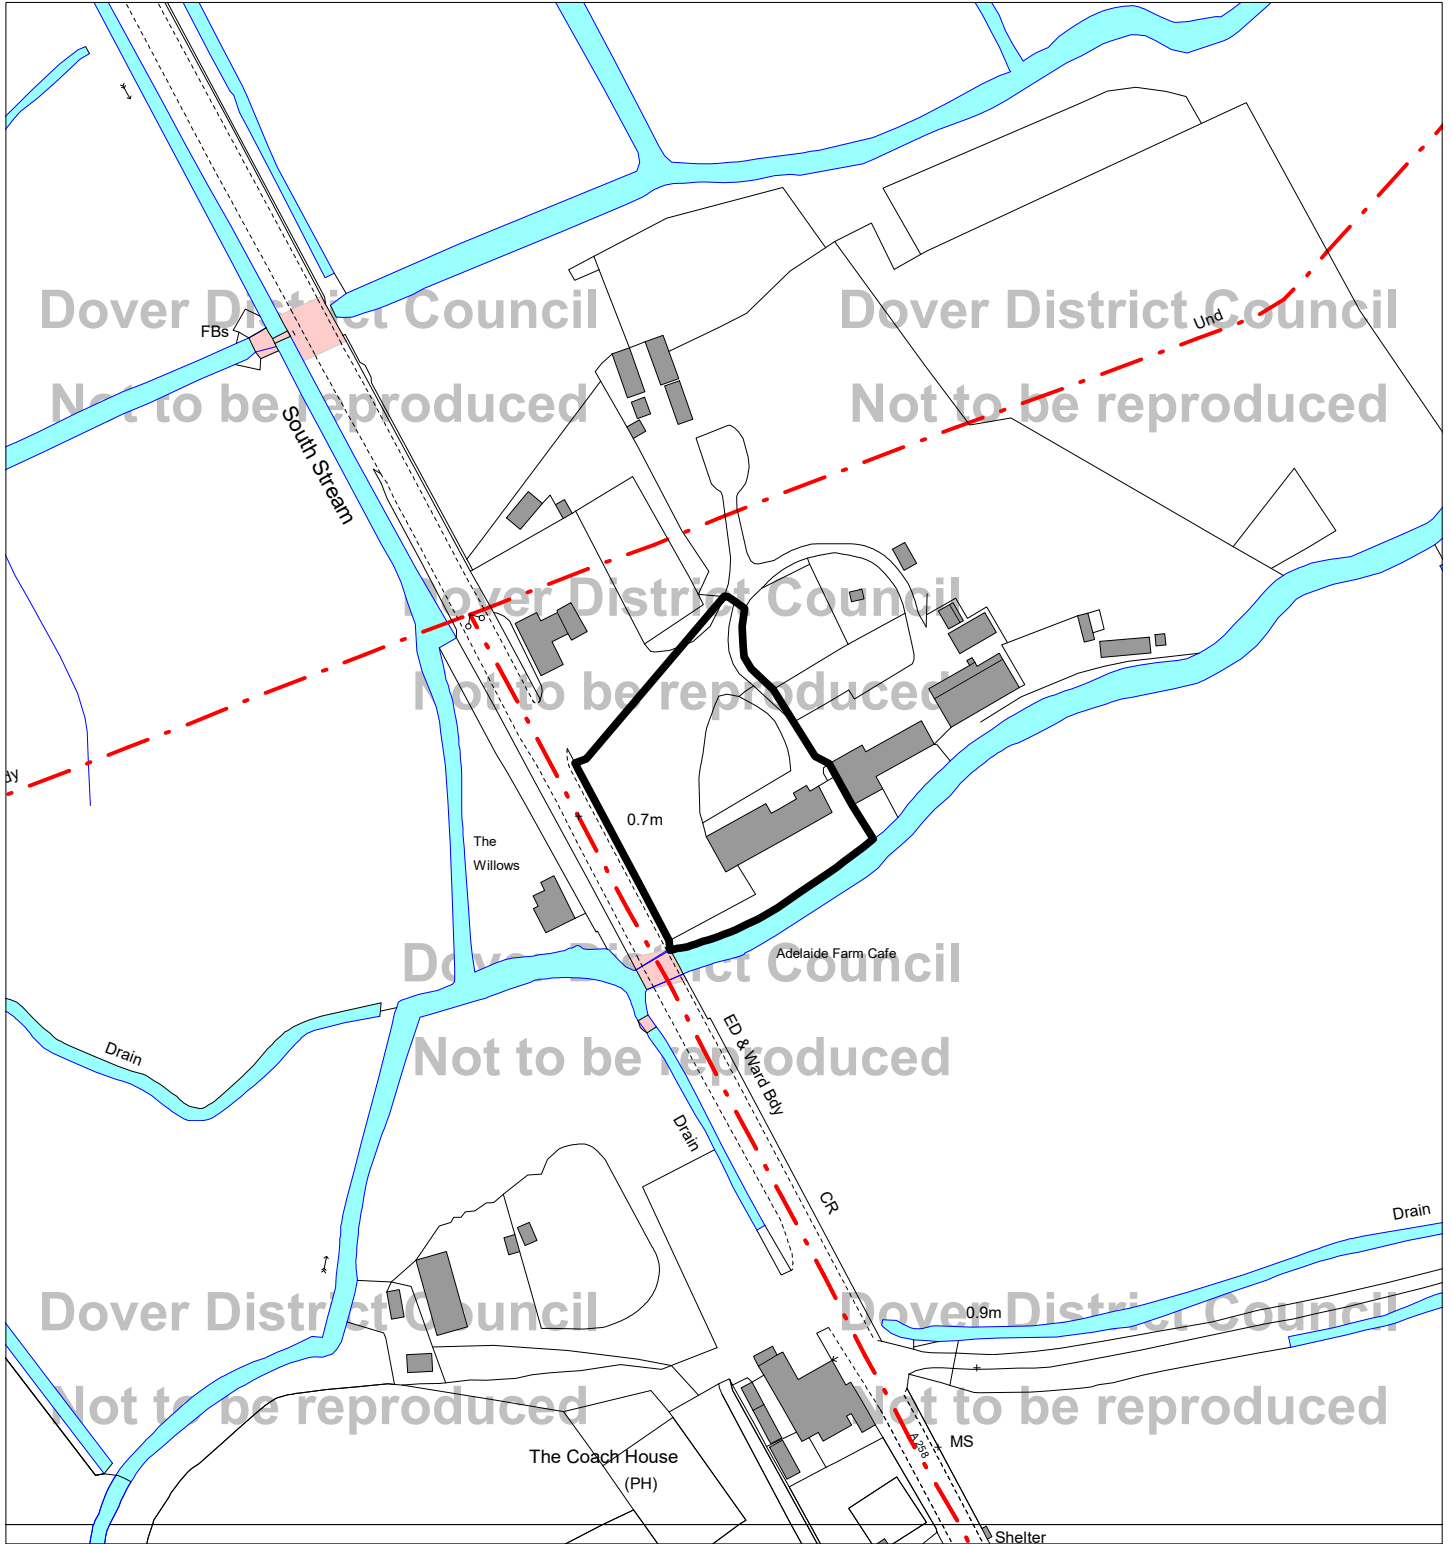 Dover District Council
Dover District Council
FBs
Und
Not to be reproduced
Not to be reproduced
South Stream
Dover District Council
Not to be reproduced
0.7m
The
Willows
Dover District Council
Adelaide Farm Cafe
ED & Ward Bdy
Drain
Not to be reproduced
Drain
CR
Drain
Dover District Council
Dover District Council
0.9m
Not to be reproduced
Not to be reproduced
A 258
MS
The Coach House
(PH)
Shelter